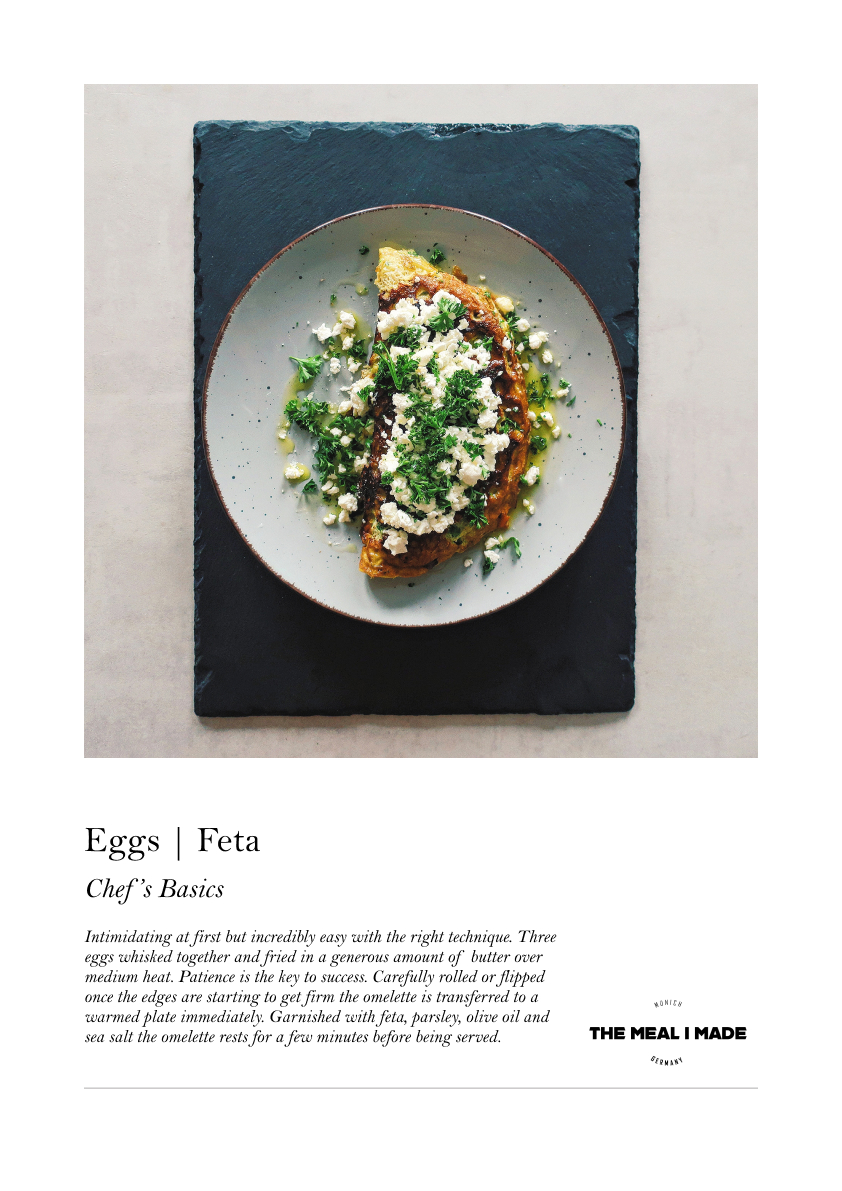 Eggs | Feta
Chef's Basics
Intimidating at first but incredibly easy with the right technique. Three
eggs whisked together and fried in a generous amount of butter over
medium heat. Patience is the key to success. Carefully rolled or flipped
once the edges are starting to get firm the omelette is transferred to a
warmed plate immediately. Garnished with feta, parsley, olive oil and
sea salt the omelette rests for a few minutes before being served.
MUNICH
THE MEAL I MADE
GERMANY